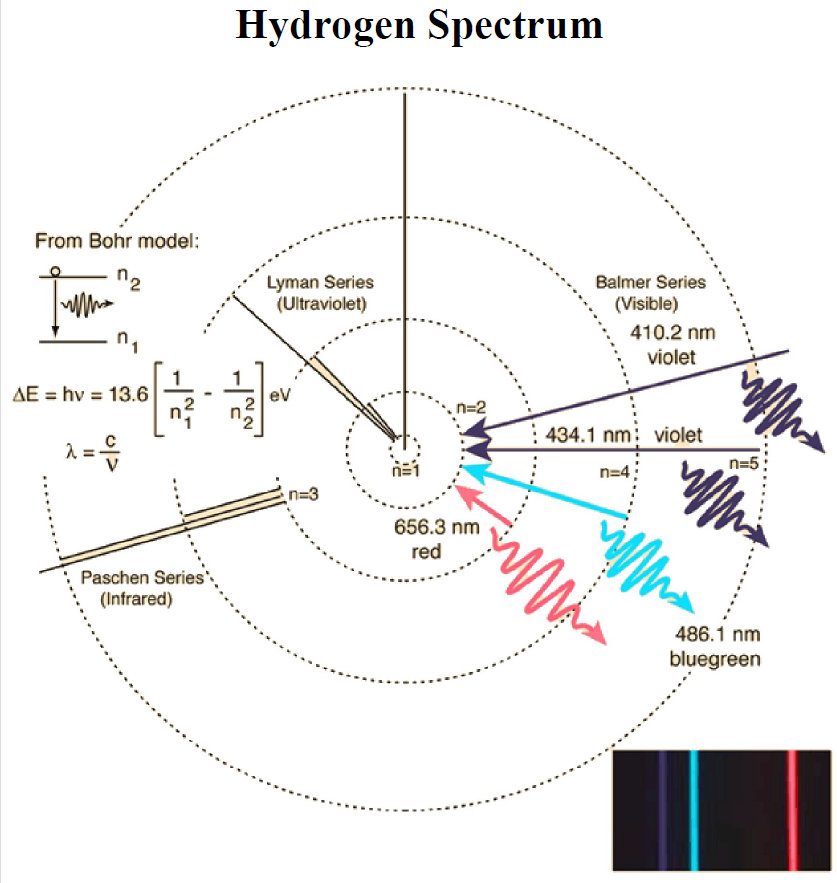 Hydrogen Spectrum
From Bohr model:
n2
n1
ΔE = hν = 13.6 [ 1/n1² - 1/n2² ] eV
λ = c/ν
Lyman Series
(Ultraviolet)
Balmer Series
(Visible)
410.2 nm
violet
n=2
434.1 nm violet
n=1
n=4
n=5
n=3
656.3 nm
red
Paschen Series
(Infrared)
486.1 nm
bluegreen